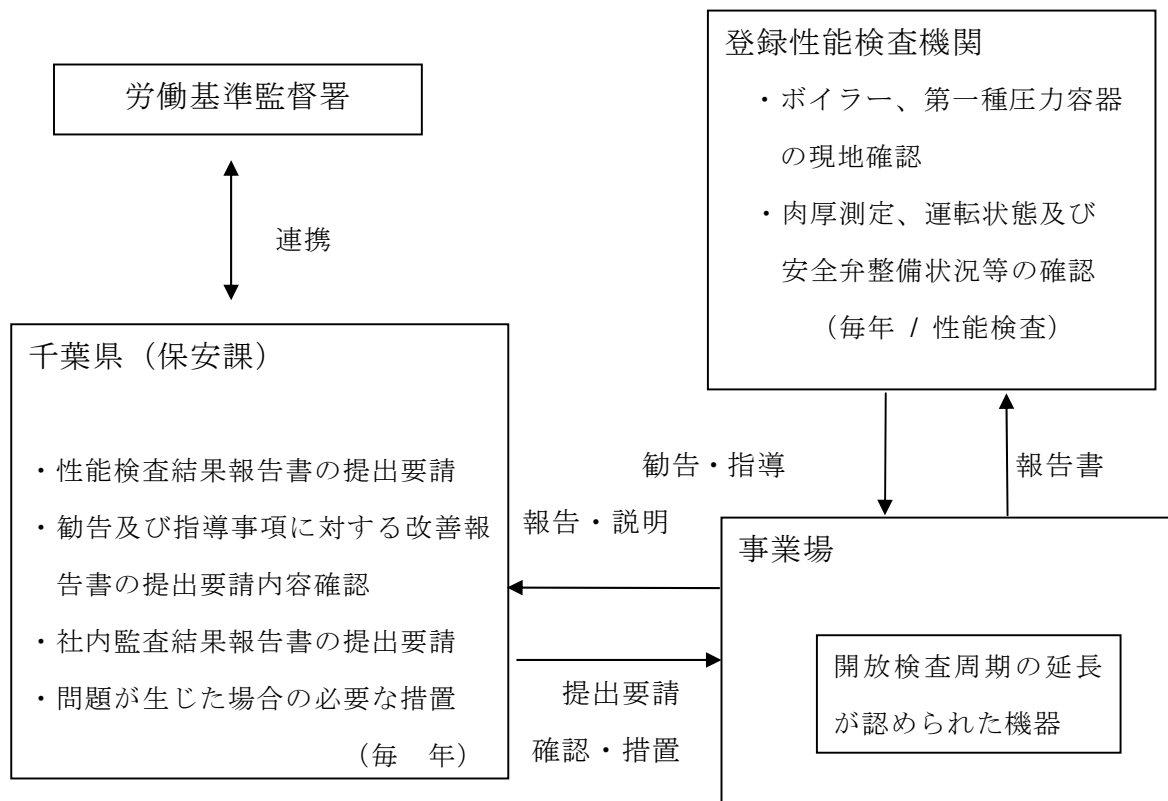 労働基準監督署
連携
登録性能検査機関
・ボイラー、第一種圧力容器
の現地確認
・肉厚測定、運転状態及び
安全弁整備状況等の確認
（毎年 / 性能検査）
千葉県（保安課）
・性能検査結果報告書の提出要請
・勧告及び指導事項に対する改善報
告書の提出要請内容確認
・社内監査結果報告書の提出要請
・問題が生じた場合の必要な措置
（毎　年）
勧告・指導
報告書
報告・説明
提出要請
確認・措置
事業場
開放検査周期の延長
が認められた機器